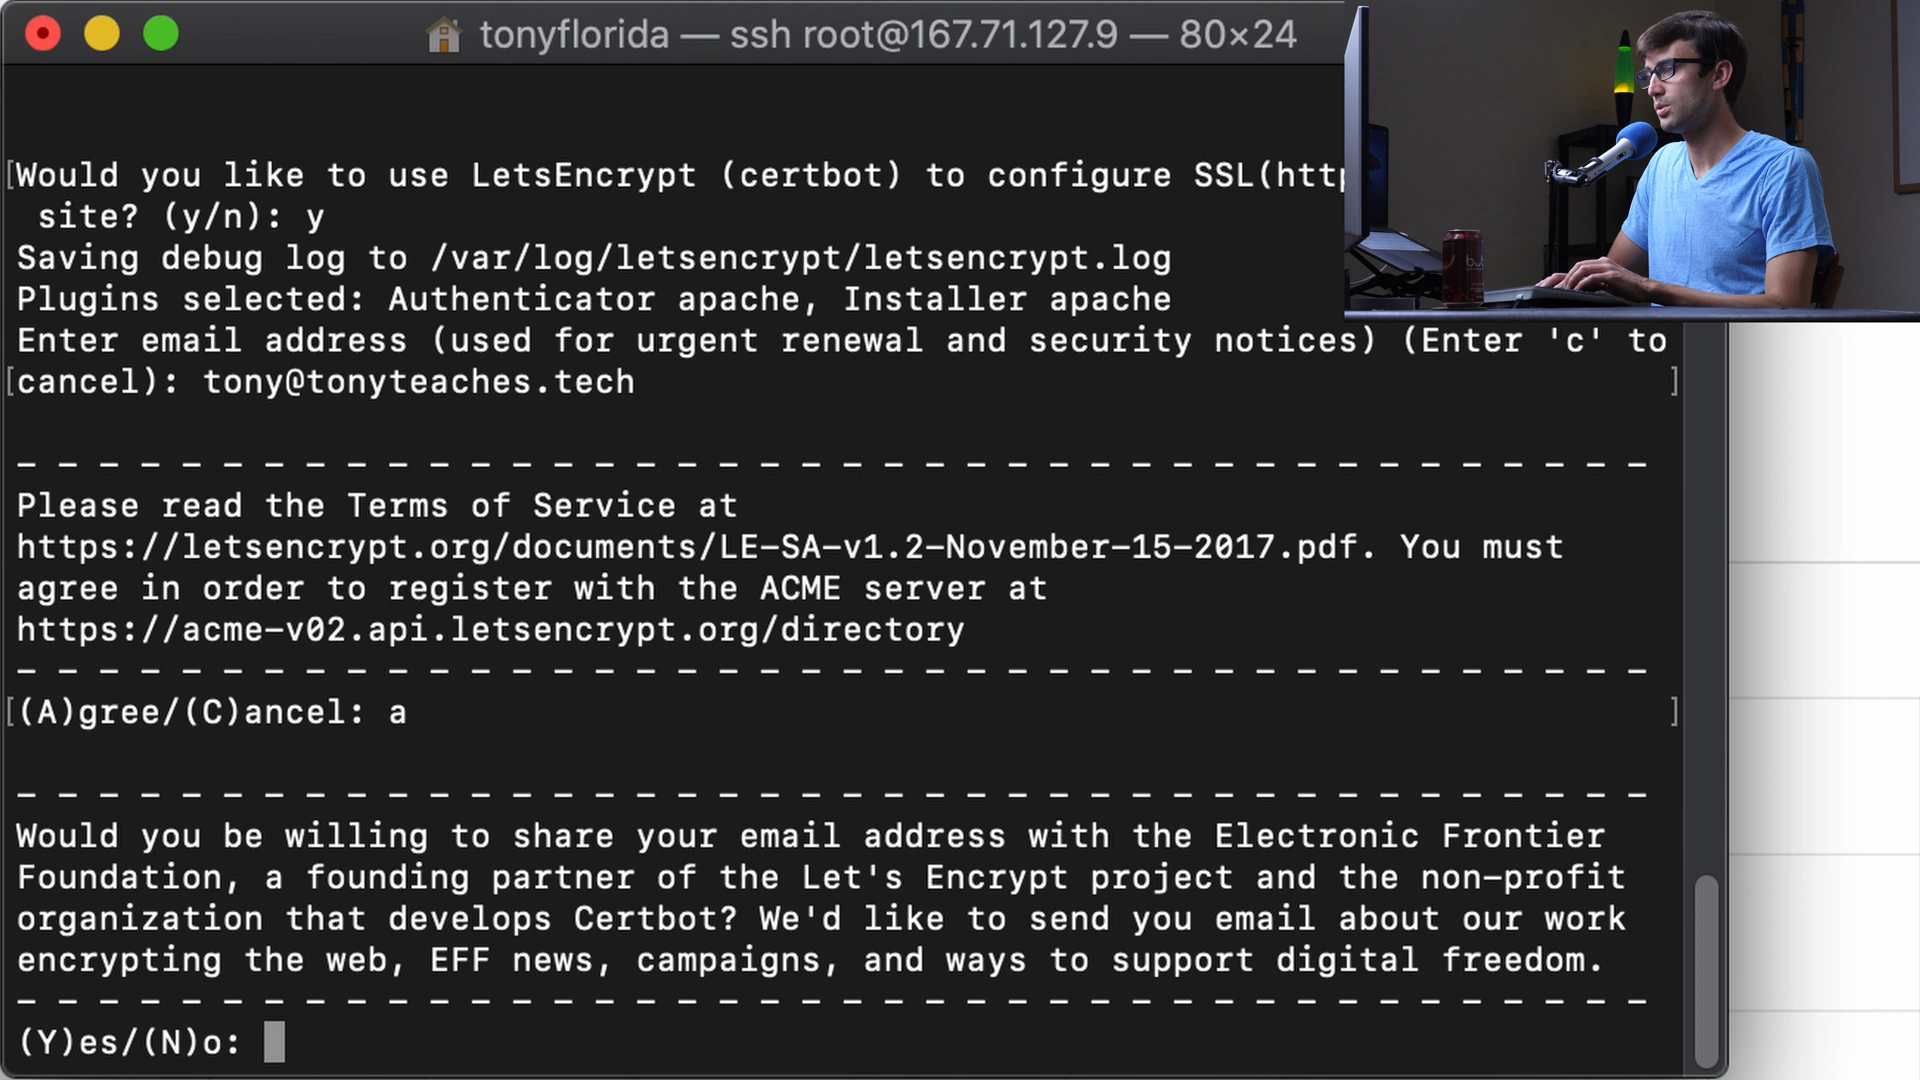 tonyflorida — ssh root@167.71.127.9 — 80×24
[Would you like to use LetsEncrypt (certbot) to configure SSL(http
site? (y/n): y
Saving debug log to /var/log/letsencrypt/letsencrypt.log
Plugins selected: Authenticator apache, Installer apache
Enter email address (used for urgent renewal and security notices) (Enter 'c' to
[cancel): tony@tonyteaches.tech ]
- - - - - - - - - - - - - - - - - - - - - - - - - - - - - - - - - - - - - - - -
Please read the Terms of Service at
https://letsencrypt.org/documents/LE-SA-v1.2-November-15-2017.pdf. You must
agree in order to register with the ACME server at
https://acme-v02.api.letsencrypt.org/directory
- - - - - - - - - - - - - - - - - - - - - - - - - - - - - - - - - - - - - - - -
[(A)gree/(C)ancel: a ]
- - - - - - - - - - - - - - - - - - - - - - - - - - - - - - - - - - - - - - - -
Would you be willing to share your email address with the Electronic Frontier
Foundation, a founding partner of the Let's Encrypt project and the non-profit
organization that develops Certbot? We'd like to send you email about our work
encrypting the web, EFF news, campaigns, and ways to support digital freedom.
- - - - - - - - - - - - - - - - - - - - - - - - - - - - - - - - - - - - - - - -
(Y)es/(N)o: